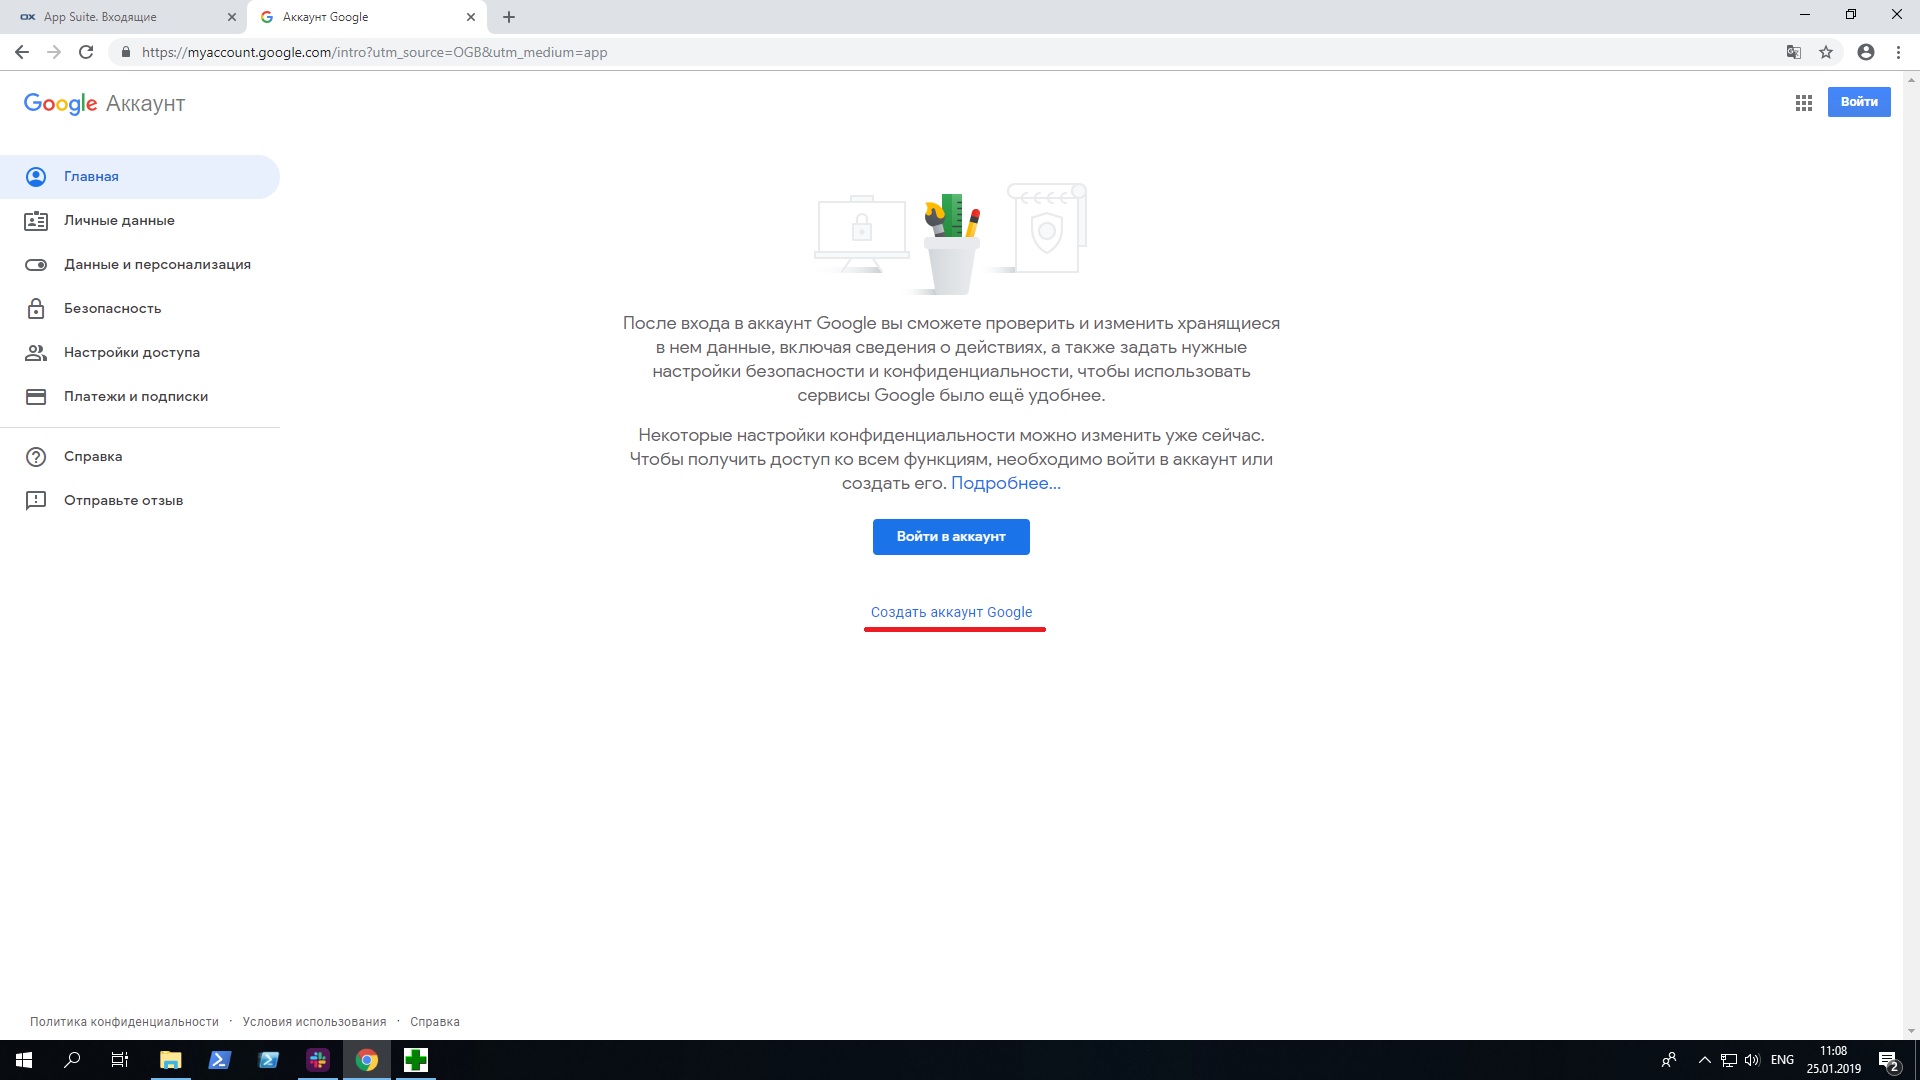 App Suite. Входящие
Аккаунт Google
https://myaccount.google.com/intro?utm_source=OGB&utm_medium=app
Google Аккаунт
Войти
Главная
Личные данные
Данные и персонализация
Безопасность
Настройки доступа
Платежи и подписки
Справка
Отправьте отзыв
После входа в аккаунт Google вы сможете проверить и изменить хранящиеся
в нем данные, включая сведения о действиях, а также задать нужные
настройки безопасности и конфиденциальности, чтобы использовать
сервисы Google было ещё удобнее.
Некоторые настройки конфиденциальности можно изменить уже сейчас.
Чтобы получить доступ ко всем функциям, необходимо войти в аккаунт или
создать его. Подробнее...
Войти в аккаунт
Создать аккаунт Google
Политика конфиденциальности · Условия использования · Справка
ENG
11:08
25.01.2019
2